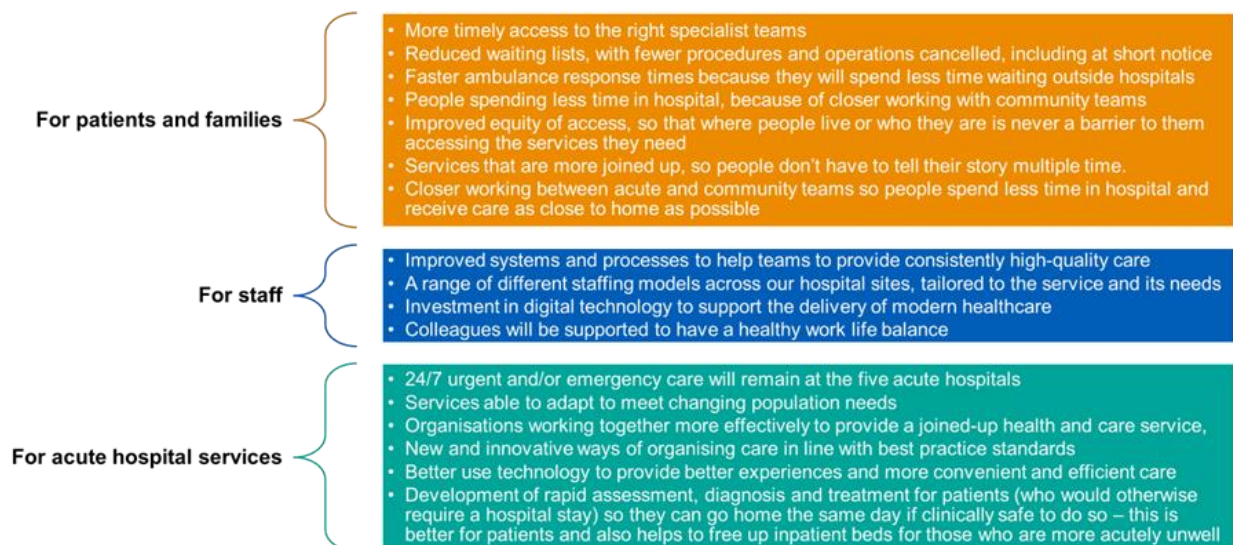 For patients and families
• More timely access to the right specialist teams
• Reduced waiting lists, with fewer procedures and operations cancelled, including at short notice
• Faster ambulance response times because they will spend less time waiting outside hospitals
• People spending less time in hospital, because of closer working with community teams
• Improved equity of access, so that where people live or who they are is never a barrier to them
accessing the services they need
• Services that are more joined up, so people don't have to tell their story multiple time.
• Closer working between acute and community teams so people spend less time in hospital and
receive care as close to home as possible
For staff
• Improved systems and processes to help teams to provide consistently high-quality care
• A range of different staffing models across our hospital sites, tailored to the service and its needs
• Investment in digital technology to support the delivery of modern healthcare
• Colleagues will be supported to have a healthy work life balance
For acute hospital services
• 24/7 urgent and/or emergency care will remain at the five acute hospitals
• Services able to adapt to meet changing population needs
• Organisations working together more effectively to provide a joined-up health and care service,
• New and innovative ways of organising care in line with best practice standards
• Better use technology to provide better experiences and more convenient and efficient care
• Development of rapid assessment, diagnosis and treatment for patients (who would otherwise
require a hospital stay) so they can go home the same day if clinically safe to do so – this is
better for patients and also helps to free up inpatient beds for those who are more acutely unwell